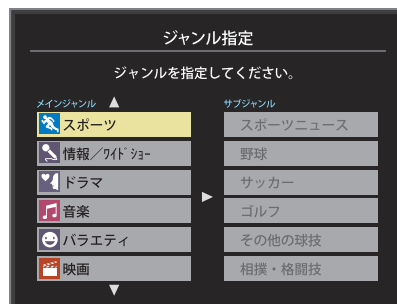 ジャンル指定
ジャンルを指定してください。
メインジャンル
スポーツ
情報／ﾜｲﾄﾞｼｮｰ
ドラマ
音楽
バラエティ
映画
サブジャンル
スポーツニュース
野球
サッカー
ゴルフ
その他の球技
相撲・格闘技